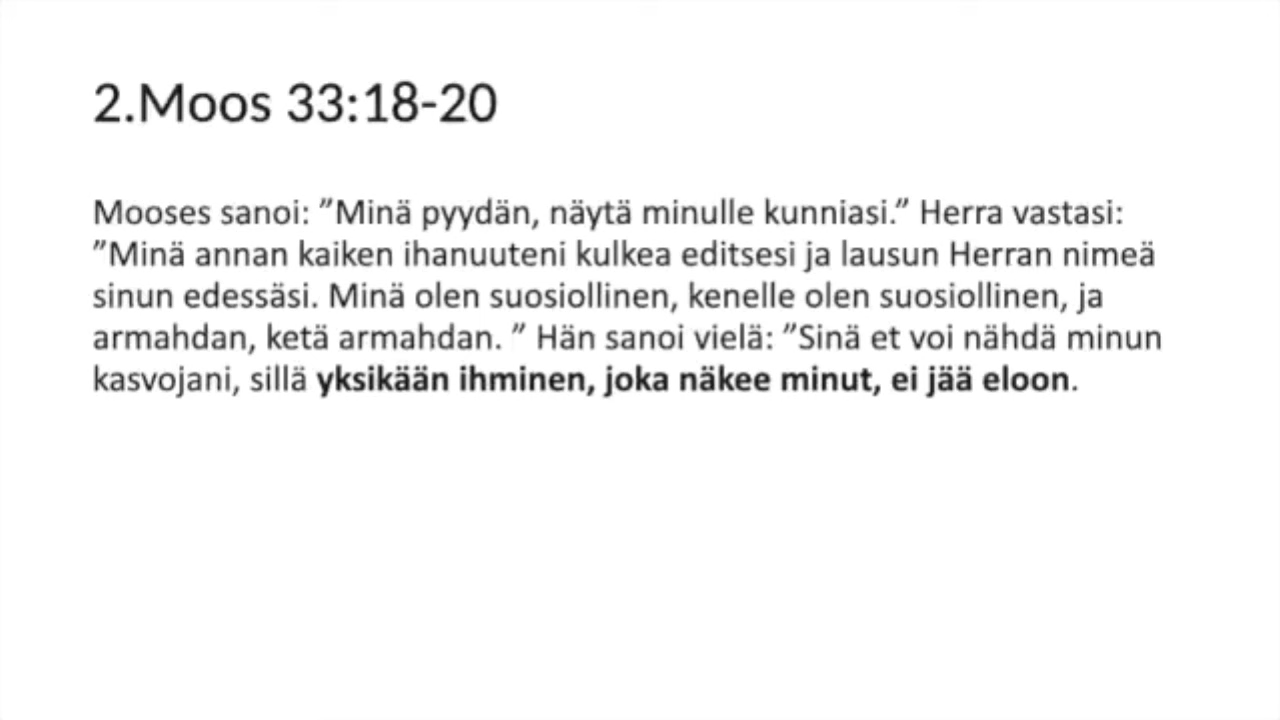 2.Moos 33:18-20
Mooses sanoi: ”Minä pyydän, näytä minulle kunniasi.” Herra vastasi:
”Minä annan kaiken ihanuuteni kulkea editsesi ja lausun Herran nimeä
sinun edessäsi. Minä olen suosiollinen, kenelle olen suosiollinen, ja
armahdan, ketä armahdan. ” Hän sanoi vielä: ”Sinä et voi nähdä minun
kasvojani, sillä yksikään ihminen, joka näkee minut, ei jää eloon.